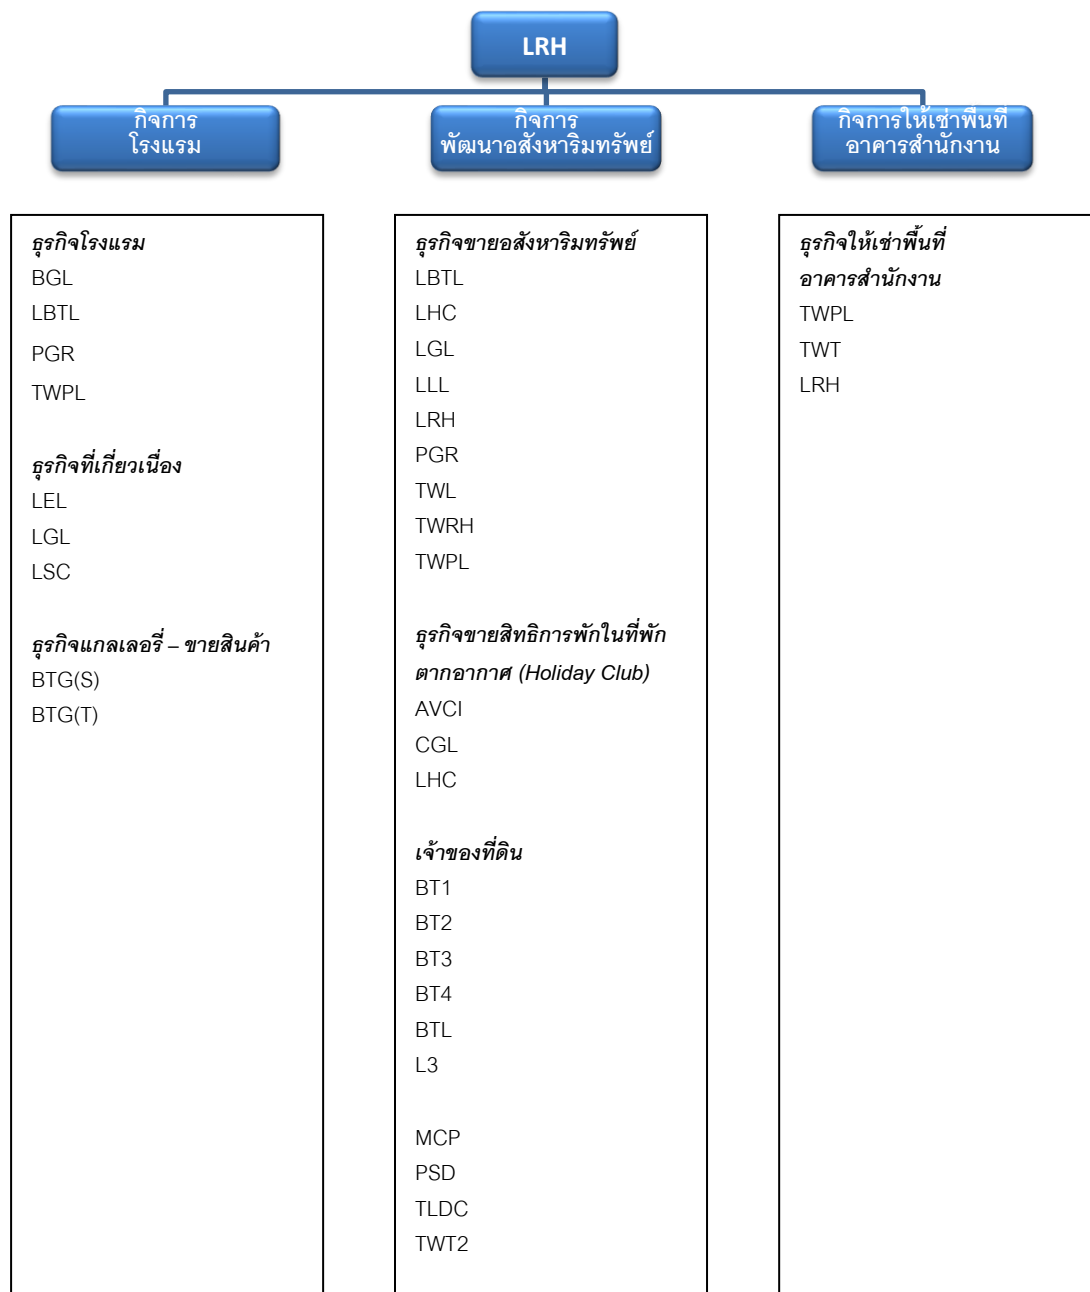 LRH
กิจการ
โรงแรม
กิจการ
พัฒนาอสังหาริมทรัพย์
กิจการให้เช่าพื้นที่
อาคารสำนักงาน
ธุรกิจโรงแรม
BGL
LBTL
PGR
TWPL
ธุรกิจที่เกี่ยวเนื่อง
LEL
LGL
LSC
ธุรกิจแกลเลอรี่ – ขายสินค้า
BTG(S)
BTG(T)
ธุรกิจขายอสังหาริมทรัพย์
LBTL
LHC
LGL
LLL
LRH
PGR
TWL
TWRH
TWPL
ธุรกิจขายสิทธิการพักในที่พัก
ตากอากาศ (Holiday Club)
AVCI
CGL
LHC
เจ้าของที่ดิน
BT1
BT2
BT3
BT4
BTL
L3
MCP
PSD
TLDC
TWT2
ธุรกิจให้เช่าพื้นที่
อาคารสำนักงาน
TWPL
TWT
LRH